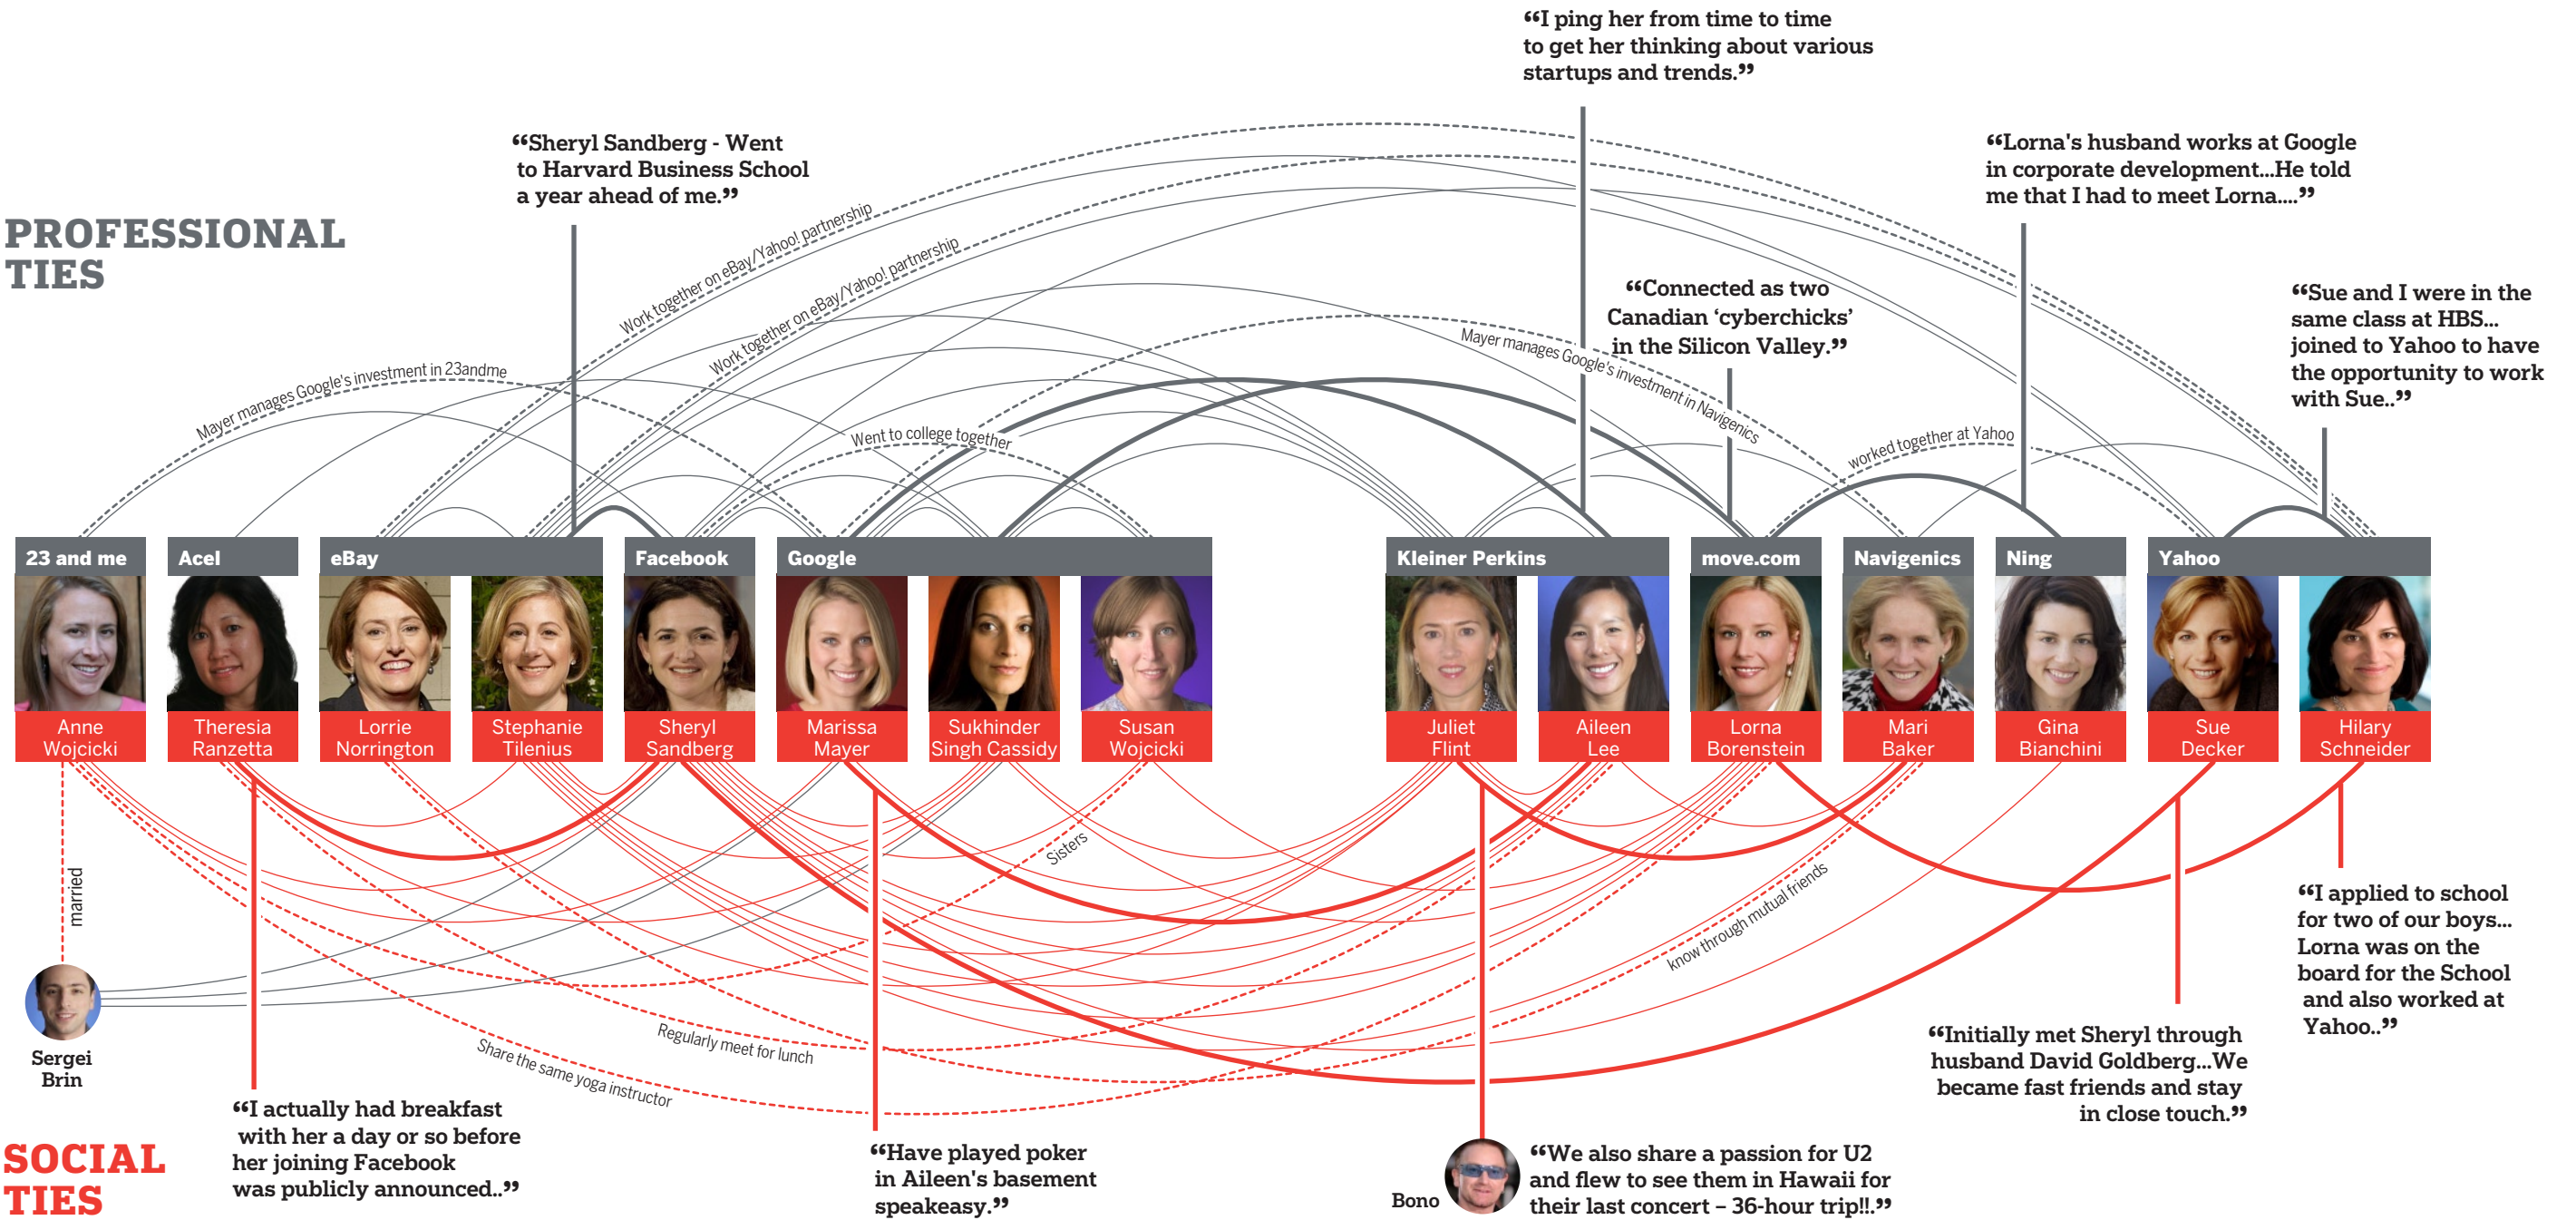 “I ping her from time to time
to get her thinking about various
startups and trends.”
“Sheryl Sandberg - Went
to Harvard Business School
a year ahead of me.”
“Lorna's husband works at Google
in corporate development...He told
me that I had to meet Lorna....”
PROFESSIONAL
TIES
Work together on eBay/Yahoo! partnership
Work together on eBay/Yahoo! partnership
“Connected as two
Canadian ‘cyberchicks’
in the Silicon Valley.”
“Sue and I were in the
same class at HBS...
joined to Yahoo to have
the opportunity to work
with Sue..”
Mayer manages Google's investment in 23andme
Mayer manages Google's investment in Navigenics
Went to college together
worked together at Yahoo
23 and me
Acel
eBay
Facebook
Google
Kleiner Perkins
move.com
Navigenics
Ning
Yahoo
Anne
Wojcicki
Theresia
Ranzetta
Lorrie
Norrington
Stephanie
Tilenius
Sheryl
Sandberg
Marissa
Mayer
Sukhinder
Singh Cassidy
Susan
Wojcicki
Juliet
Flint
Aileen
Lee
Lorna
Borenstein
Mari
Baker
Gina
Bianchini
Sue
Decker
Hilary
Schneider
married
Sisters
know through mutual friends
Regularly meet for lunch
Share the same yoga instructor
Sergei
Brin
“I applied to school
for two of our boys...
Lorna was on the
board for the School
and also worked at
Yahoo..”
“Initially met Sheryl through
husband David Goldberg...We
became fast friends and stay
in close touch.”
“I actually had breakfast
with her a day or so before
her joining Facebook
was publicly announced..”
SOCIAL
TIES
“Have played poker
in Aileen's basement
speakeasy.”
Bono
“We also share a passion for U2
and flew to see them in Hawaii for
their last concert – 36-hour trip!!.”